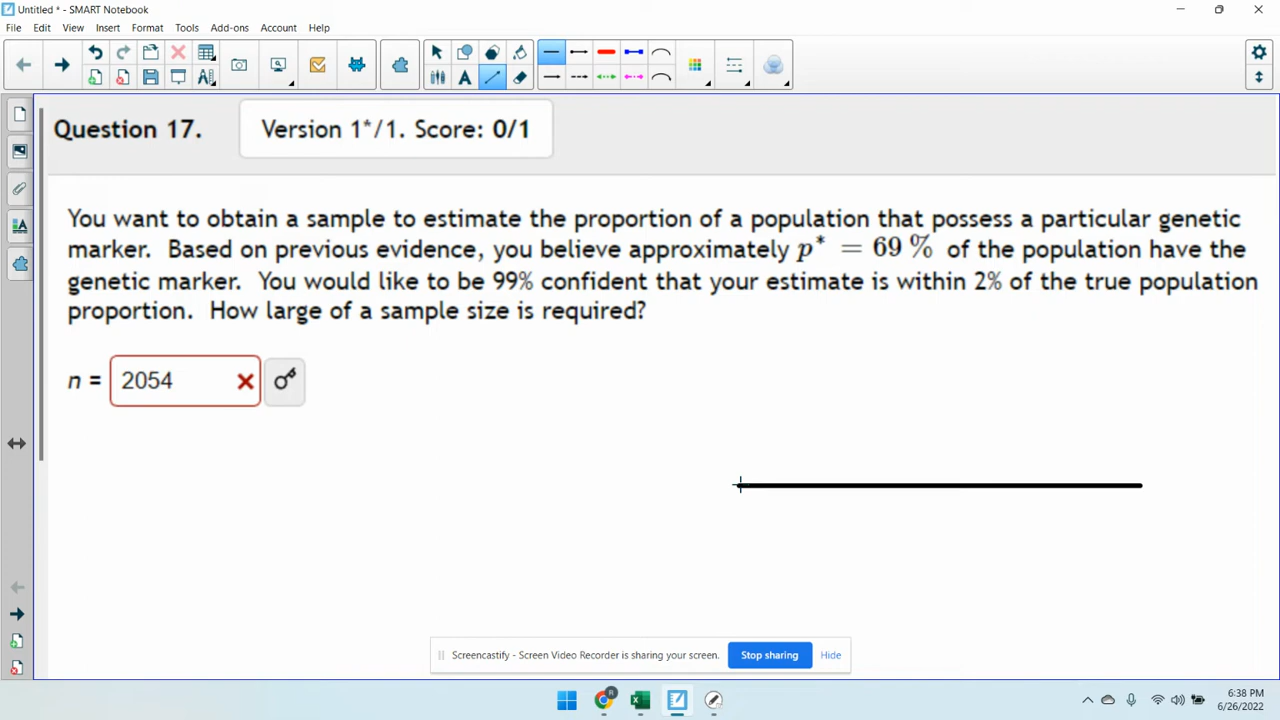 Untitled * - SMART Notebook
File Edit View Insert Format Tools Add-ons Account Help
Question 17. Version 1*/1. Score: 0/1
You want to obtain a sample to estimate the proportion of a population that possess a particular genetic
marker. Based on previous evidence, you believe approximately p* = 69 % of the population have the
genetic marker. You would like to be 99% confident that your estimate is within 2% of the true population
proportion. How large of a sample size is required?
n = 2054
Screencastify - Screen Video Recorder is sharing your screen. Stop sharing Hide
6:38 PM
6/26/2022